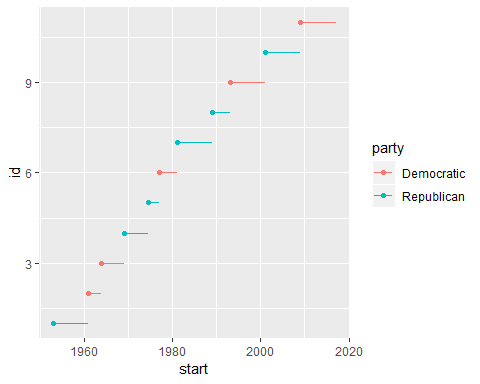 9
6
3
id
1960 1980 2000 2020
start
party
Democratic
Republican